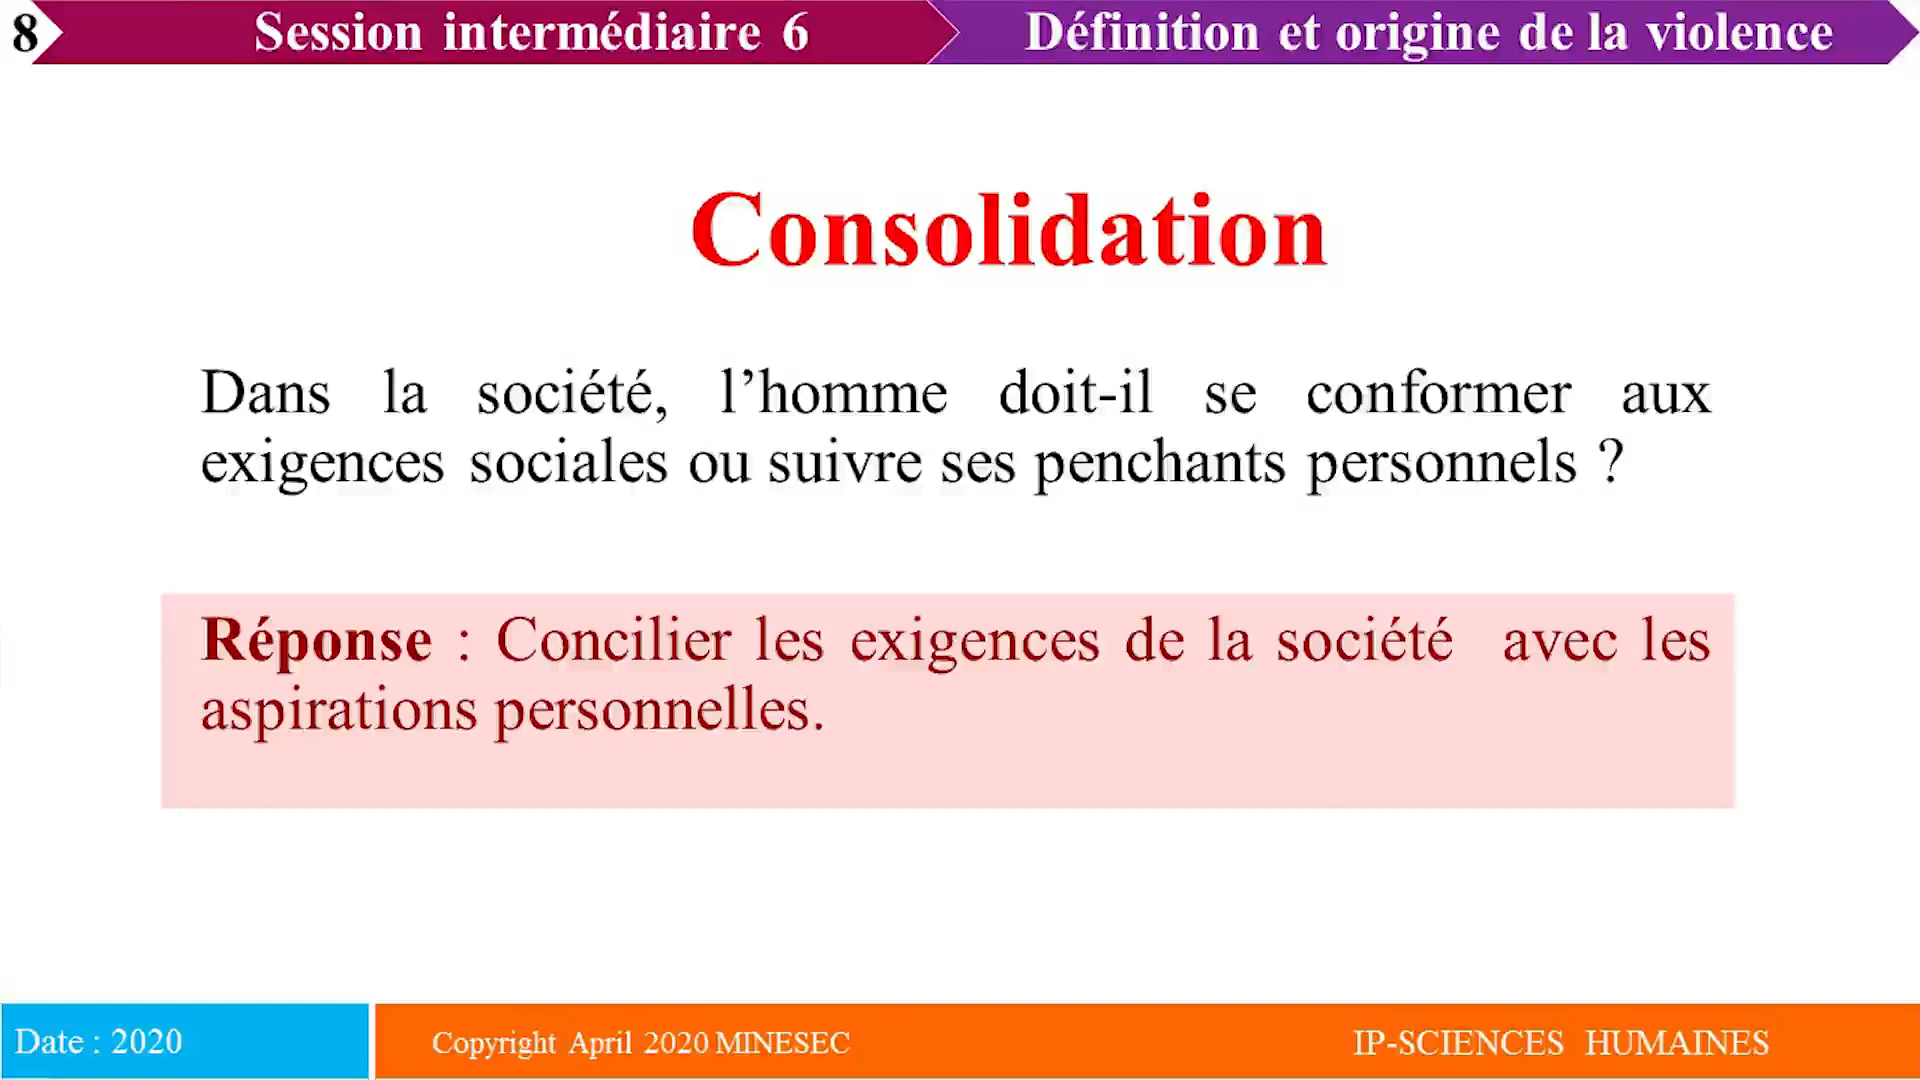 8 Session intermédiaire 6 Définition et origine de la violence
Consolidation
Dans la société, l’homme doit-il se conformer aux
exigences sociales ou suivre ses penchants personnels ?
Réponse : Concilier les exigences de la société avec les
aspirations personnelles.
Date : 2020 Copyright April 2020 MINESEC IP-SCIENCES HUMAINES